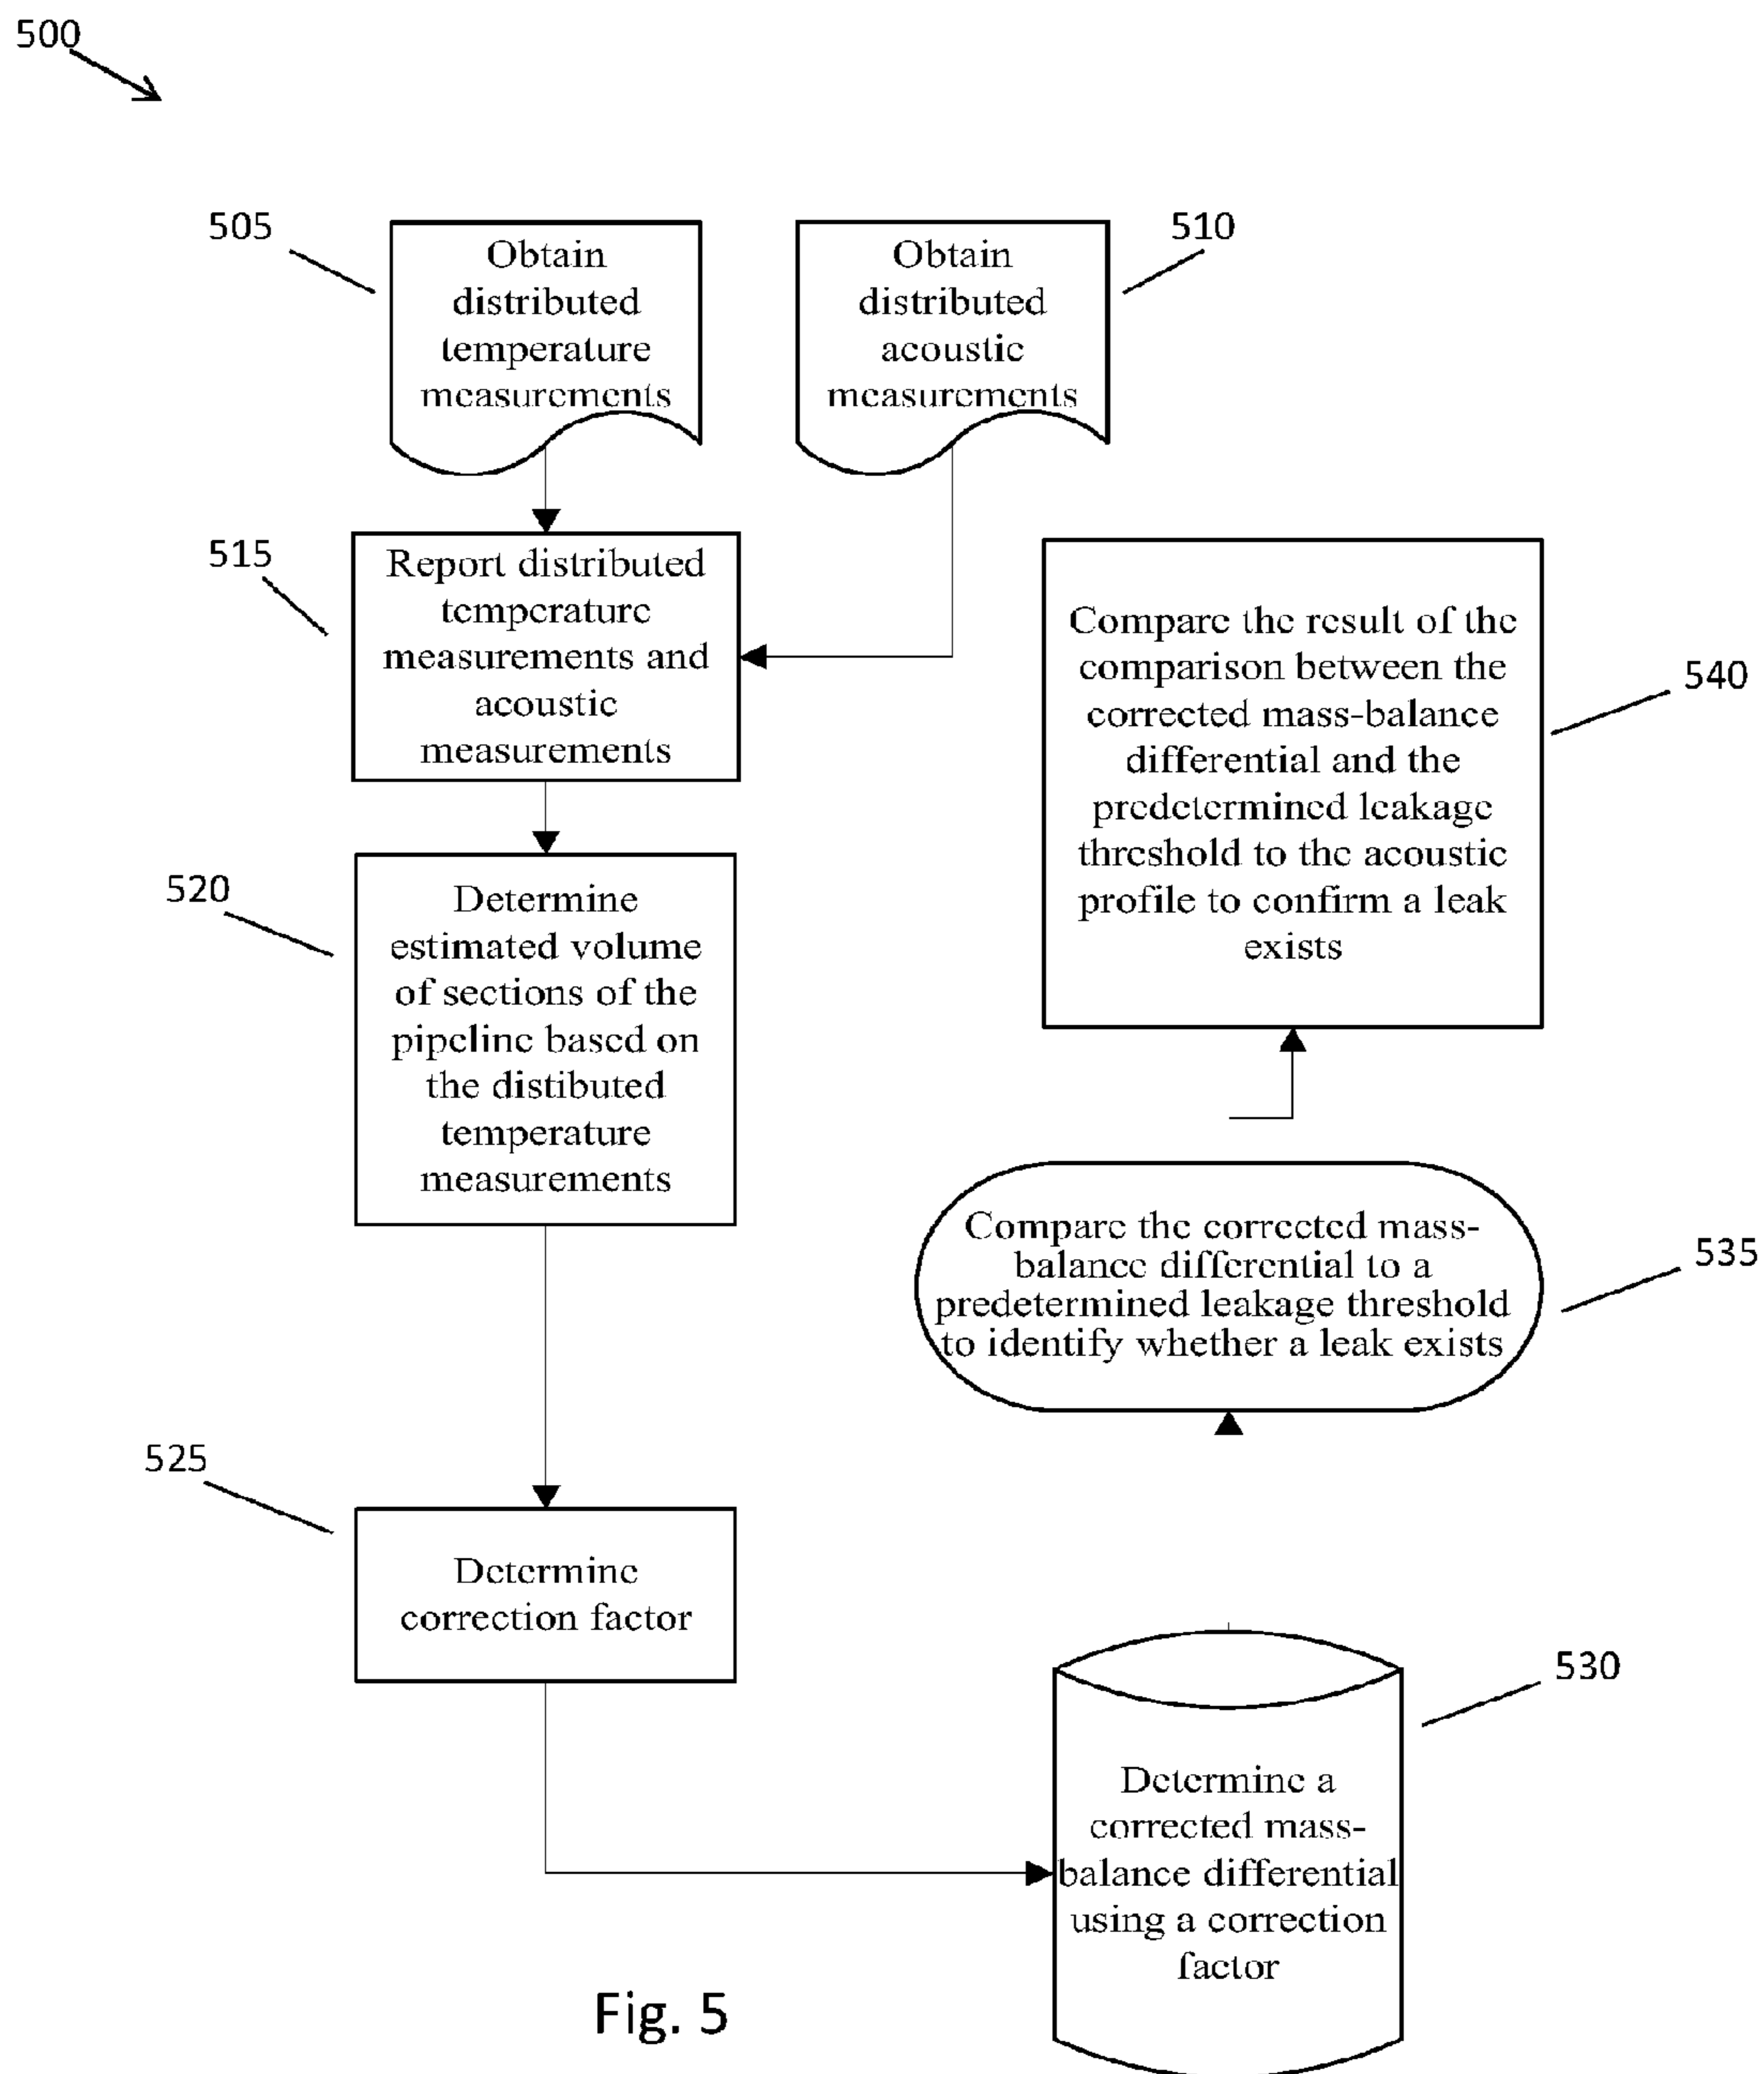 500
505
Obtain
distributed
temperature
measurements
510
Obtain
distributed
acoustic
measurements
515
Report distributed
temperature
measurements and
acoustic
measurements
520
Determine
estimated volume
of sections of the
pipeline based on
the distibuted
temperature
measurements
525
Determine
correction factor
530
Determine a
corrected mass-
balance differential
using a correction
factor
535
Compare the corrected mass-
balance differential to a
predetermined leakage threshold
to identify whether a leak exists
540
Compare the result of the
comparison between the
corrected mass-balance
differential and the
predetermined leakage
threshold to the acoustic
profile to confirm a leak
exists
Fig. 5